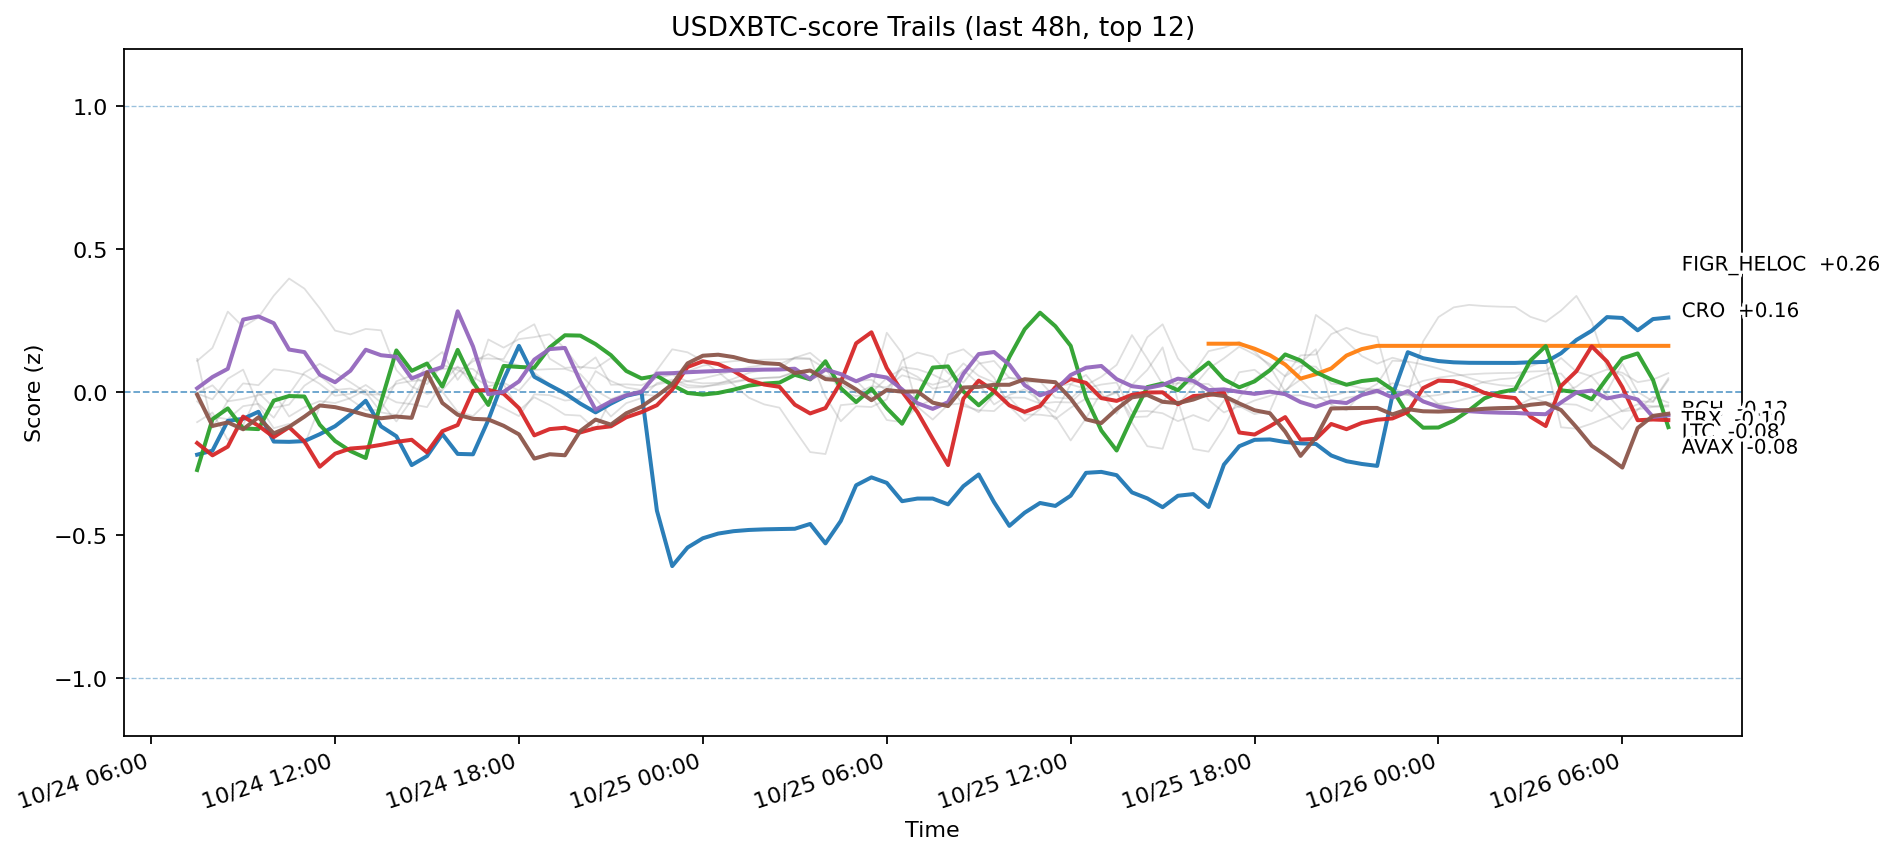 USDXBTC-score Trails (last 48h, top 12)
Score (z)
1.0
0.5
0.0
−0.5
−1.0
FIGR_HELOC +0.26
CRO +0.16
-0.12
TRX -0.10
LTC -0.08
AVAX -0.08
10/24 06:00
10/24 12:00
10/24 18:00
10/25 00:00
10/25 06:00
10/25 12:00
10/25 18:00
10/26 00:00
10/26 06:00
Time